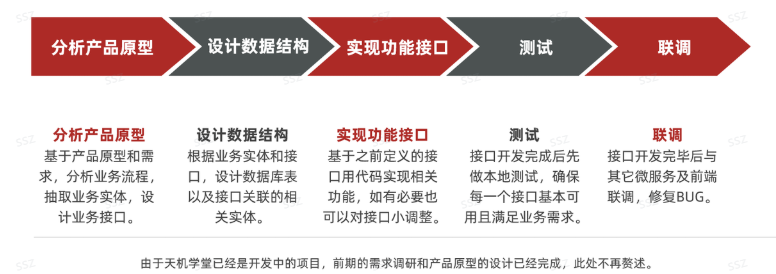 分析产品原型
设计数据结构
实现功能接口
测试
联调
分析产品原型
基于产品原型和需
求，分析业务流程，
抽取业务实体，设
计业务接口。
设计数据结构
根据业务实体和接
口，设计数据库表
以及接口关联的相
关实体。
实现功能接口
基于之前定义的接
口用代码实现相关
功能，如有必要也
可以对接口小调整。
测试
接口开发完成后先
做本地测试，确保
每一个接口基本可
用且满足业务需求。
联调
接口开发完毕后与
其它微服务及前端
联调，修复BUG。
由于天机学堂已经是开发中的项目，前期的需求调研和产品原型的设计已经完成，此处不再赘述。